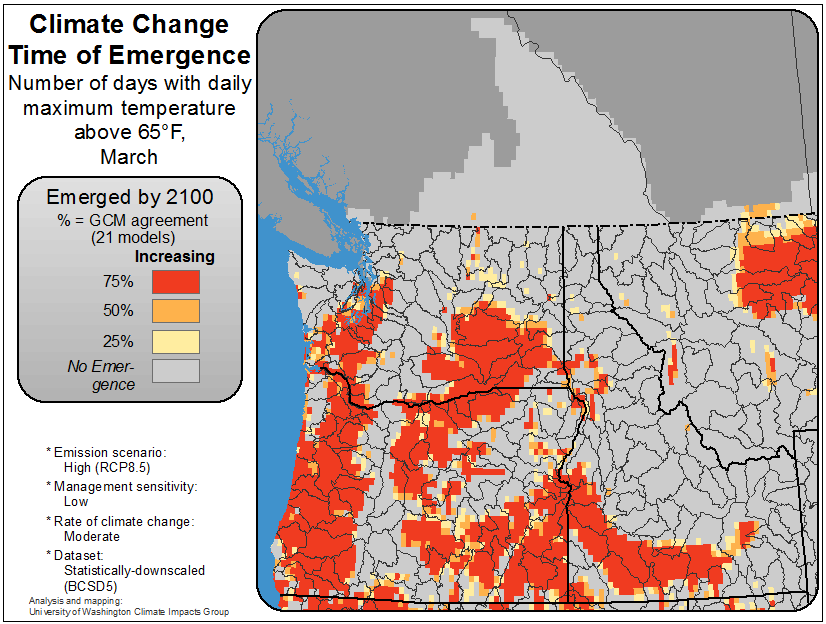 Climate Change
Time of Emergence
Number of days with daily
maximum temperature
above 65°F,
March
Emerged by 2100
% = GCM agreement
(21 models)
Increasing
75%
50%
25%
No Emer-
gence
* Emission scenario:
High (RCP8.5)
* Management sensitivity:
Low
* Rate of climate change:
Moderate
* Dataset:
Statistically-downscaled
(BCSD5)
Analysis and mapping:
University of Washington Climate Impacts Group